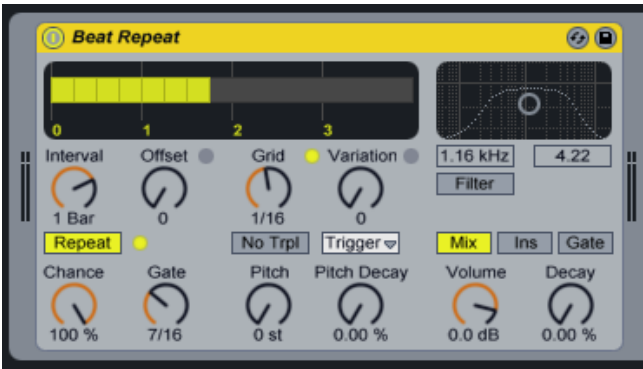 Beat Repeat
0 1 2 3
Interval Offset Grid Variation 1.16 kHz 4.22
Filter
1 Bar 0 1/16 0
Repeat No Trpl Trigger Mix Ins Gate
Chance Gate Pitch Pitch Decay Volume Decay
100 % 7/16 0 st 0.00 % 0.0 dB 0.00 %